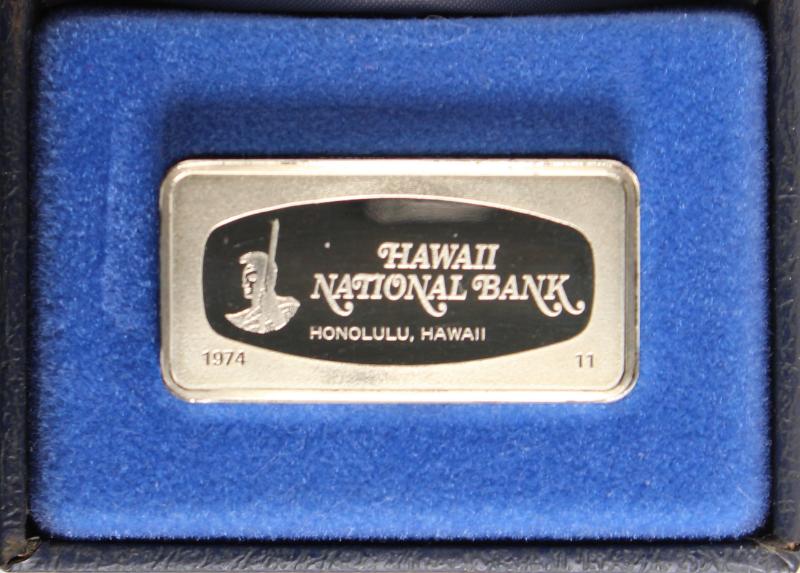 HAWAII
NATIONAL BANK
HONOLULU, HAWAII
1974 11